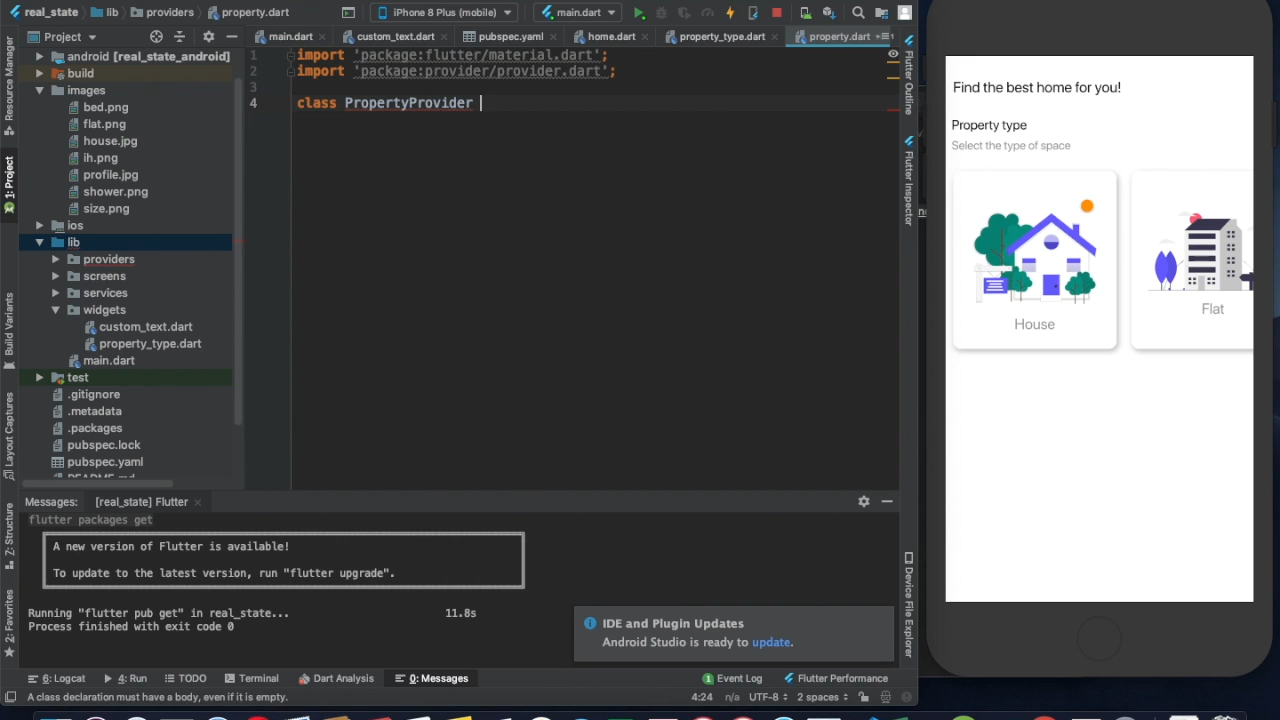 real_state
lib
providers
property.dart
iPhone 8 Plus (mobile)
main.dart
Project
main.dart
custom_text.dart
pubspec.yaml
home.dart
property_type.dart
property.dart
Resource Manager
1: Project
Build Variants
Layout Captures
Z: Structure
2: Favorites
android [real_state_android]
build
images
bed.png
flat.png
house.jpg
ih.png
profile.jpg
shower.png
size.png
ios
lib
providers
screens
services
widgets
custom_text.dart
property_type.dart
main.dart
test
.gitignore
.metadata
.packages
pubspec.lock
pubspec.yaml
README.md
1 import 'package:flutter/material.dart';
2 import 'package:provider/provider.dart';
3
4 class PropertyProvider
Flutter Outline
Flutter Inspector
Device File Explorer
Find the best home for you!
Property type
Select the type of space
House
Flat
Messages:
[real_state] Flutter
flutter packages get
A new version of Flutter is available!
To update to the latest version, run "flutter upgrade".
Running "flutter pub get" in real_state... 11.8s
Process finished with exit code 0
IDE and Plugin Updates
Android Studio is ready to update.
6: Logcat
4: Run
TODO
Terminal
Dart Analysis
0: Messages
1 Event Log
Flutter Performance
A class declaration must have a body, even if it is empty.
4:24 n/a UTF-8 2 spaces